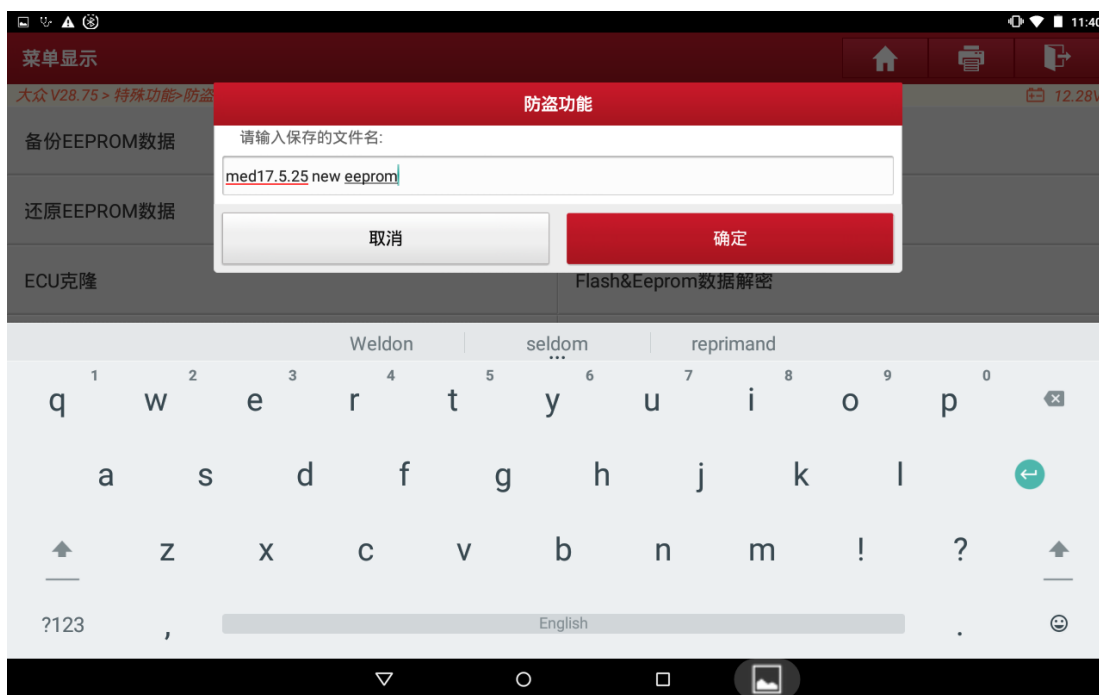 11:40
菜单显示
大众 V28.75 > 特殊功能>防盗
12.28V
防盗功能
请输入保存的文件名:
med17.5.25 new eeprom
取消
确定
备份EEPROM数据
还原EEPROM数据
ECU克隆
Flash&Eeprom数据解密
Weldon
seldom
reprimand
1 2 3 4 5 6 7 8 9 0
q w e r t y u i o p
a s d f g h j k l
z x c v b n m ! ?
?123 , English .